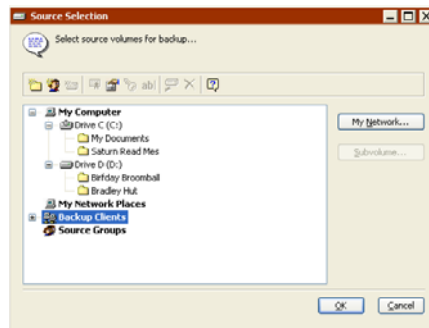 Source Selection
Select source volumes for backup...
ab|
My Computer
Drive C (C:)
My Documents
Saturn Read Mes
Drive D (D:)
Birfday Broomball
Bradley Hut
My Network Places
Backup Clients
Source Groups
My Network...
Subvolume...
OK
Cancel